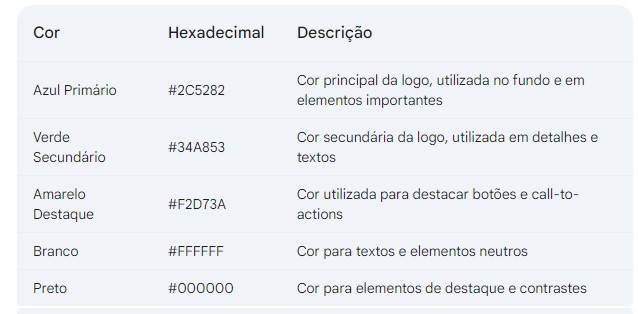 Cor Hexadecimal Descrição
Azul Primário #2C5282 Cor principal da logo, utilizada no fundo e em
elementos importantes
Verde
Secundário #34A853 Cor secundária da logo, utilizada em detalhes e
textos
Amarelo
Destaque #F2D73A Cor utilizada para destacar botões e call-to-
actions
Branco #FFFFFF Cor para textos e elementos neutros
Preto #000000 Cor para elementos de destaque e contrastes